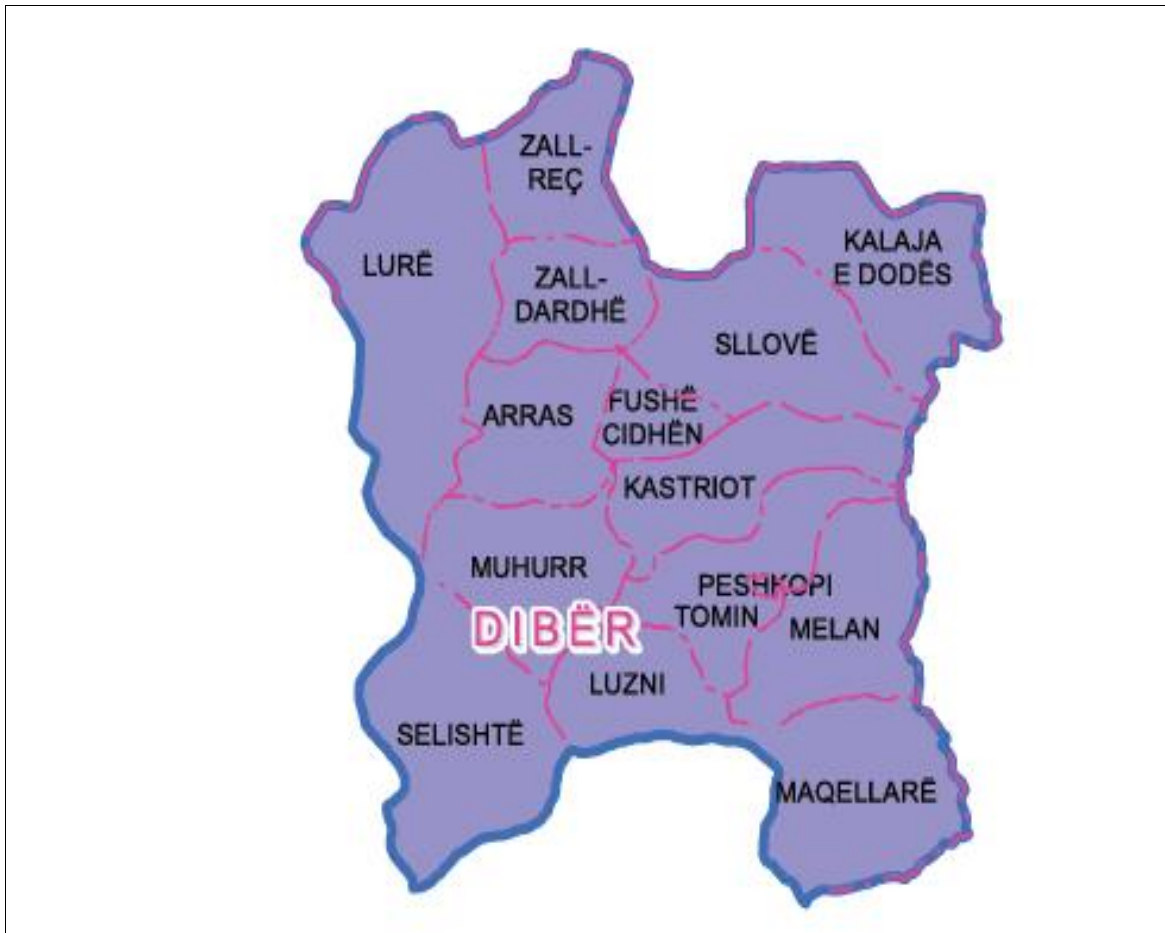 ZALL-
REÇ
KALAJA
E DODËS
LURË
ZALL-
DARDHË
SLLOVË
ARRAS
FUSHË
CIDHËN
KASTRIOT
MUHURR
PESHKOPI
TOMIN
MELAN
DIBËR
LUZNI
SELISHTË
MAQELLARË